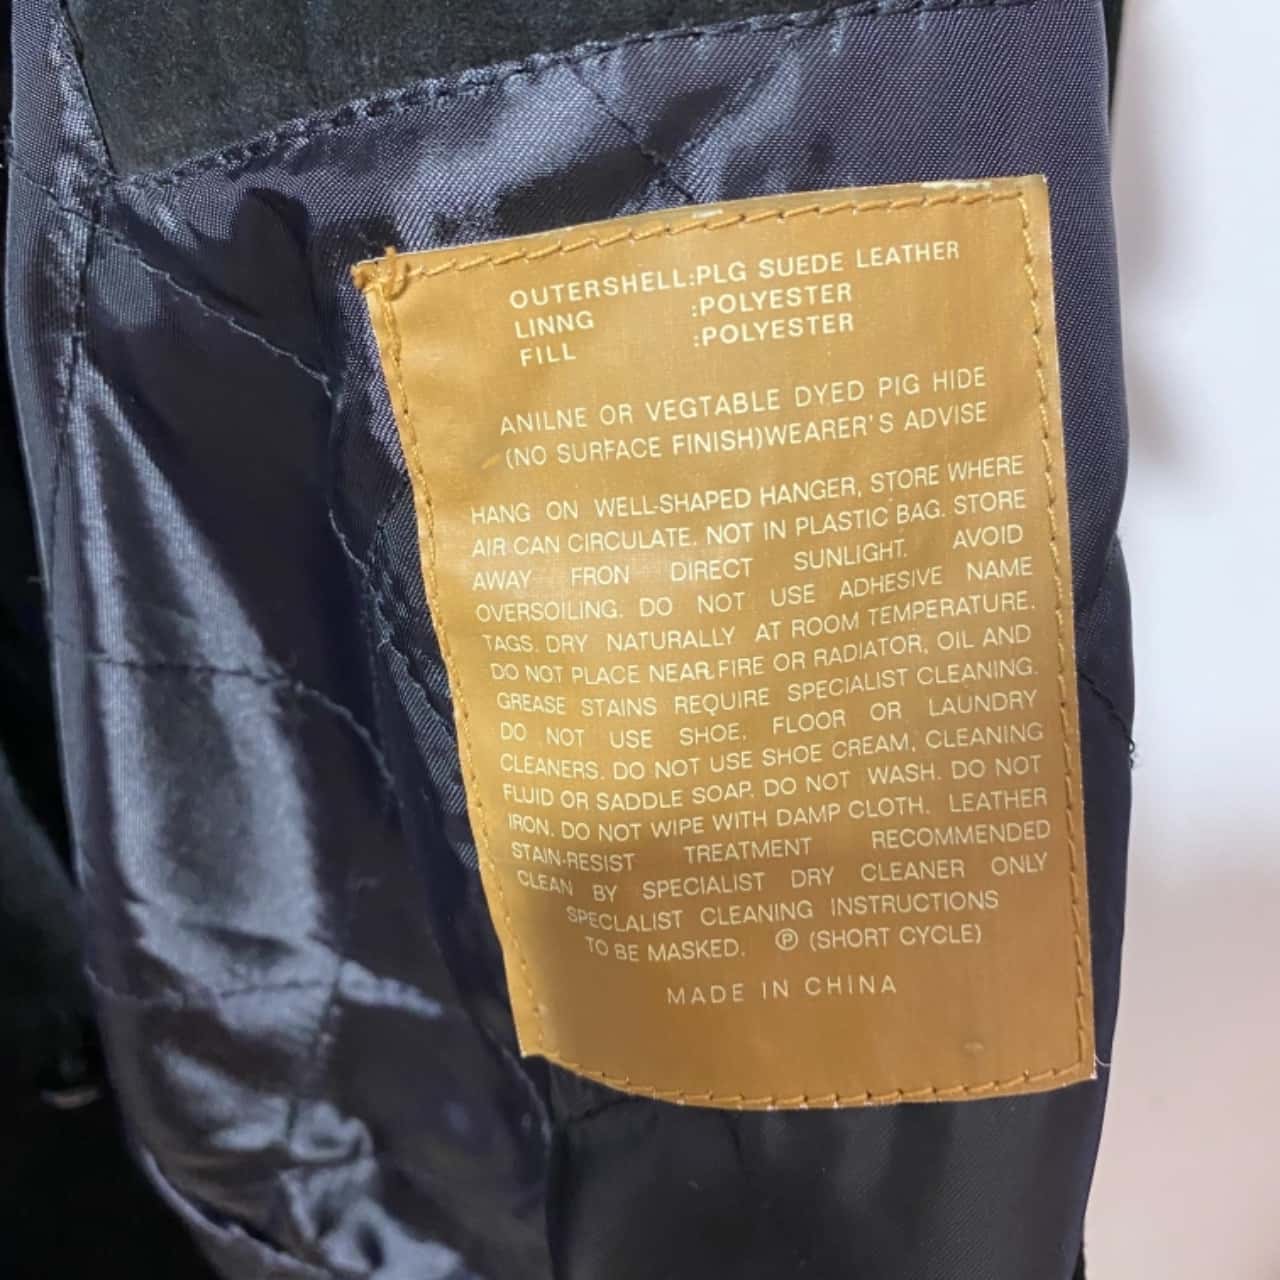 OUTERSHELL:PLG SUEDE LEATHER
LINNG :POLYESTER
FILL :POLYESTER
ANILNE OR VEGTABLE DYED PIG HIDE
(NO SURFACE FINISH)WEARER'S ADVISE
HANG ON WELL-SHAPED HANGER, STORE WHERE
AIR CAN CIRCULATE. NOT IN PLASTIC BAG. STORE
AWAY FRON DIRECT SUNLIGHT. AVOID
OVERSOILING. DO NOT USE ADHESIVE NAME
TAGS. DRY NATURALLY AT ROOM TEMPERATURE.
DO NOT PLACE NEAR FIRE OR RADIATOR, OIL AND
GREASE STAINS REQUIRE SPECIALIST CLEANING.
DO NOT USE SHOE, FLOOR OR LAUNDRY
CLEANERS. DO NOT USE SHOE CREAM, CLEANING
FLUID OR SADDLE SOAP. DO NOT WASH. DO NOT
IRON. DO NOT WIPE WITH DAMP CLOTH. LEATHER
STAIN-RESIST TREATMENT RECOMMENDED
CLEAN BY SPECIALIST DRY CLEANER ONLY
SPECLALIST CLEANING INSTRUCTIONS
TO BE MASKED. Ⓟ (SHORT CYCLE)
MADE IN CHINA